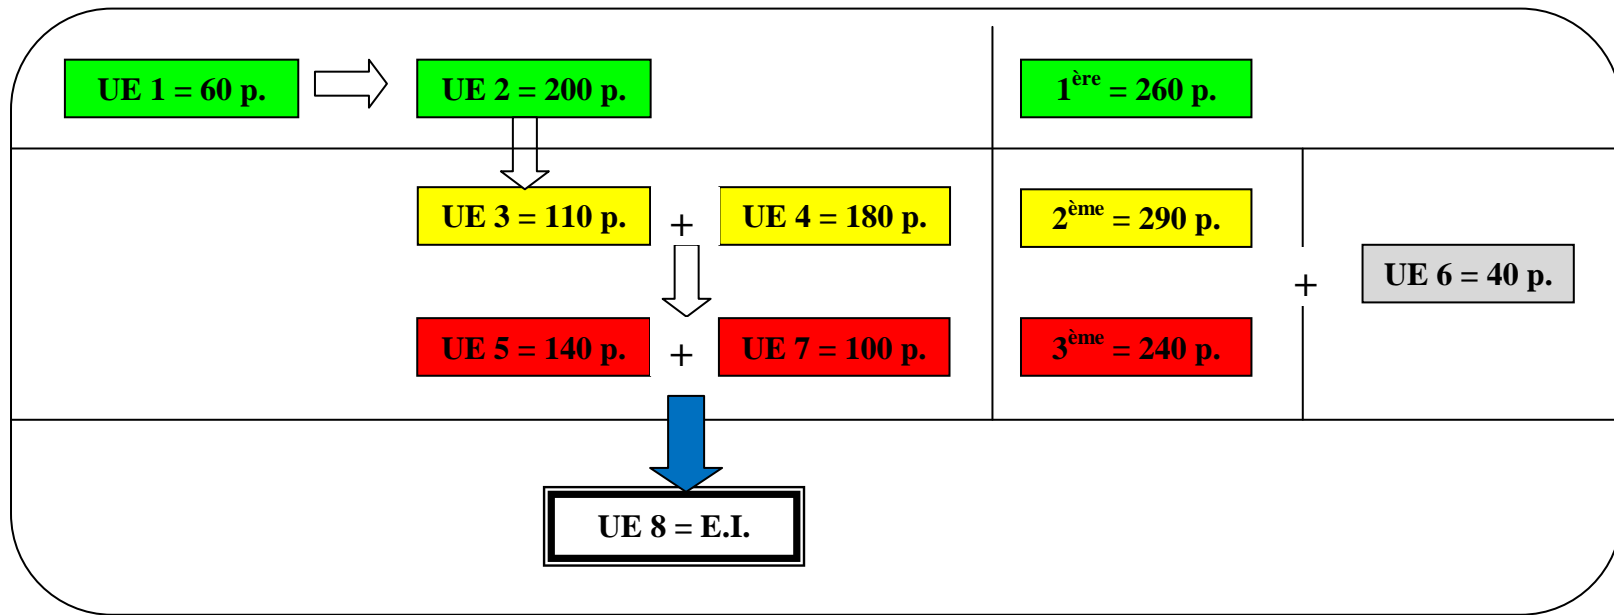 UE 1 = 60 p.
UE 2 = 200 p.
1ère = 260 p.
UE 3 = 110 p.
+
UE 4 = 180 p.
2ème = 290 p.
+
UE 6 = 40 p.
UE 5 = 140 p.
+
UE 7 = 100 p.
3ème = 240 p.
UE 8 = E.I.